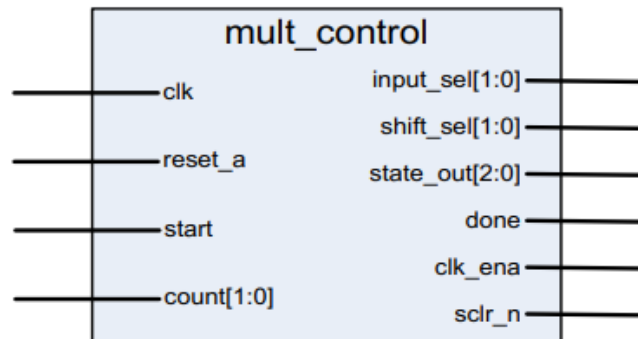 mult_control
clk
reset_a
start
count[1:0]
input_sel[1:0]
shift_sel[1:0]
state_out[2:0]
done
clk_ena
sclr_n